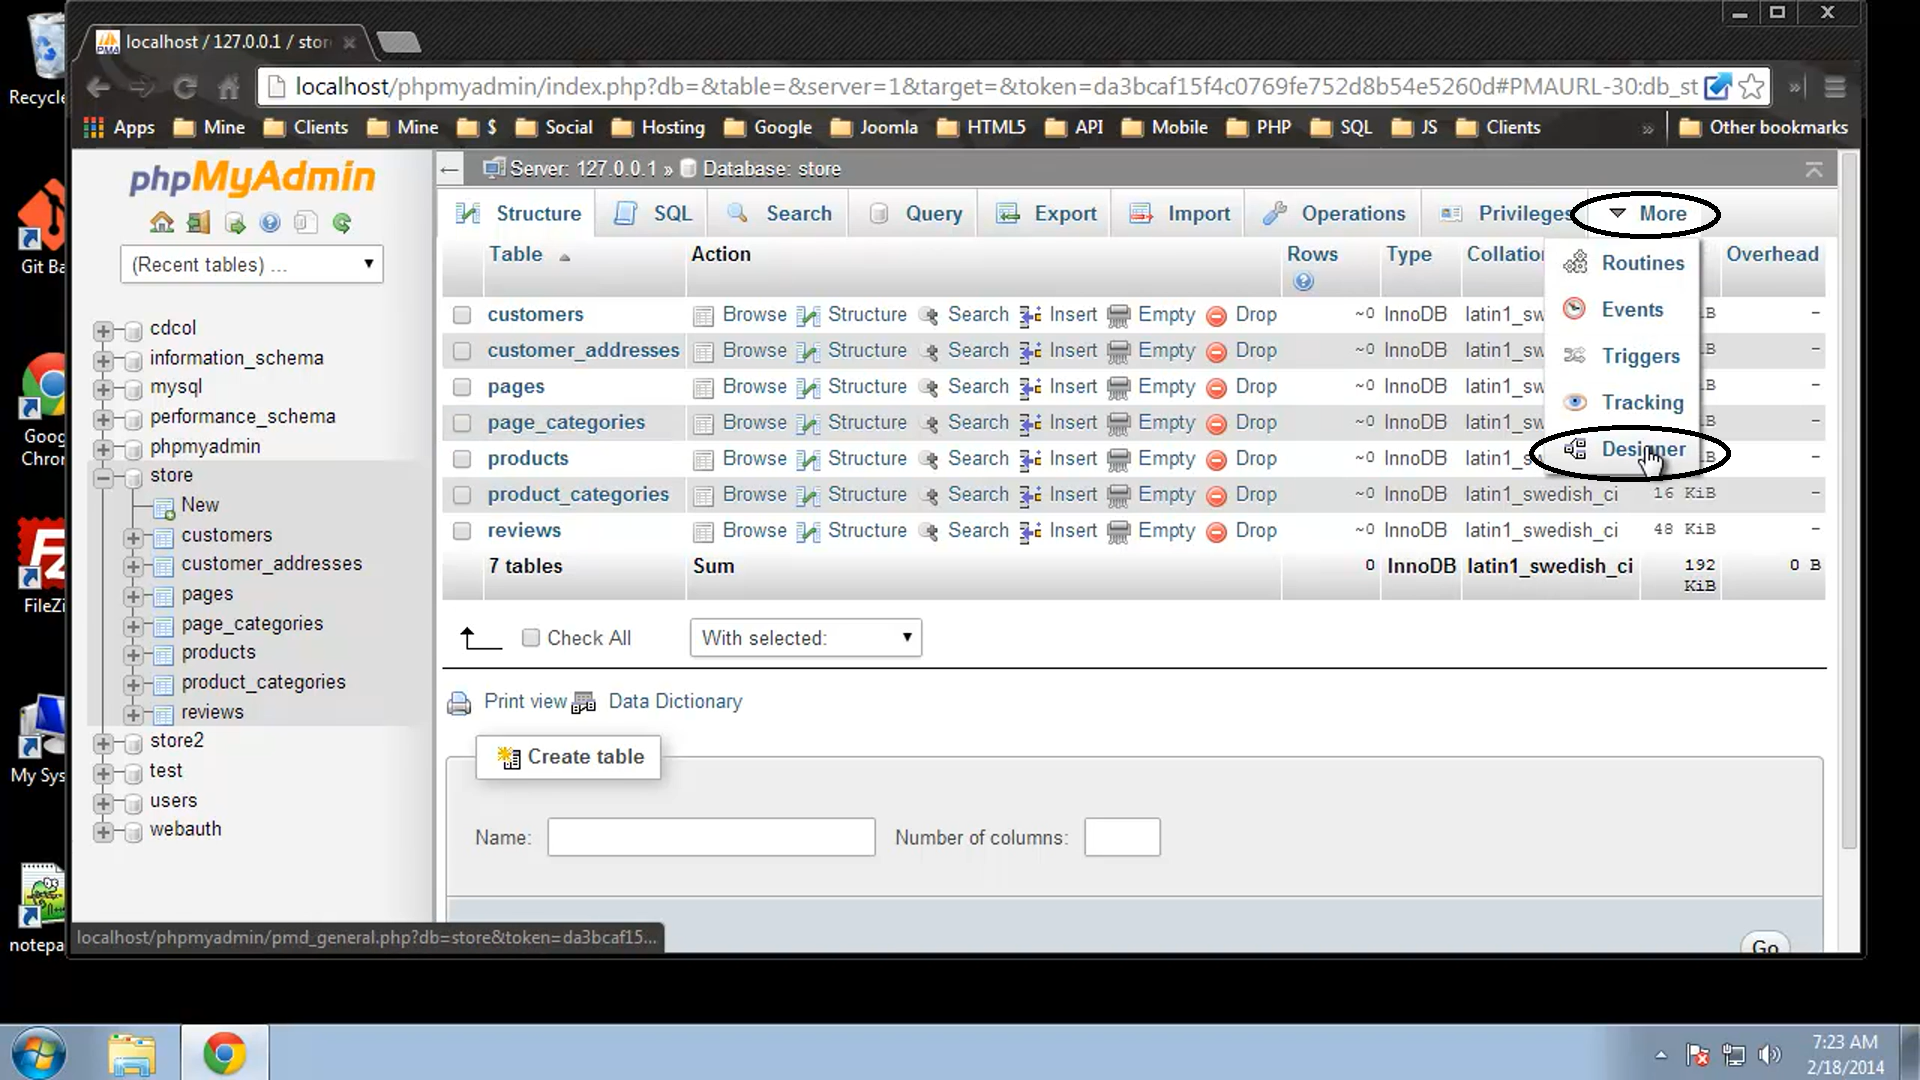 localhost / 127.0.0.1 / stor
localhost/phpmyadmin/index.php?db=&table=&server=1&target=&token=da3bcaf15f4c0769fe752d8b54e5260d#PMAURL-30:db_st
Apps Mine Clients Mine $ Social Hosting Google Joomla HTML5 API Mobile PHP SQL JS Clients » Other bookmarks
Recycle
Git Ba
Goog
Chron
FileZi
My Sys
notepa
phpMyAdmin
(Recent tables) ...
cdcol
information_schema
mysql
performance_schema
phpmyadmin
store
New
customers
customer_addresses
pages
page_categories
products
product_categories
reviews
store2
test
users
webauth
Server: 127.0.0.1 » Database: store
Structure SQL Search Query Export Import Operations Privileges More
Routines
Events
Triggers
Tracking
Designer
Table Action Rows Type Collation Overhead
customers Browse Structure Search Insert Empty Drop ~0 InnoDB latin1_sw iB -
customer_addresses Browse Structure Search Insert Empty Drop ~0 InnoDB latin1_sw iB -
pages Browse Structure Search Insert Empty Drop ~0 InnoDB latin1_sw iB -
page_categories Browse Structure Search Insert Empty Drop ~0 InnoDB latin1_sw iB -
products Browse Structure Search Insert Empty Drop ~0 InnoDB latin1_sw iB -
product_categories Browse Structure Search Insert Empty Drop ~0 InnoDB latin1_swedish_ci 16 KiB -
reviews Browse Structure Search Insert Empty Drop ~0 InnoDB latin1_swedish_ci 48 KiB -
7 tables Sum 0 InnoDB latin1_swedish_ci 192 KiB 0 B
Check All With selected:
Print view Data Dictionary
Create table
Name: Number of columns:
Go
localhost/phpmyadmin/pmd_general.php?db=store&token=da3bcaf15...
7:23 AM
2/18/2014